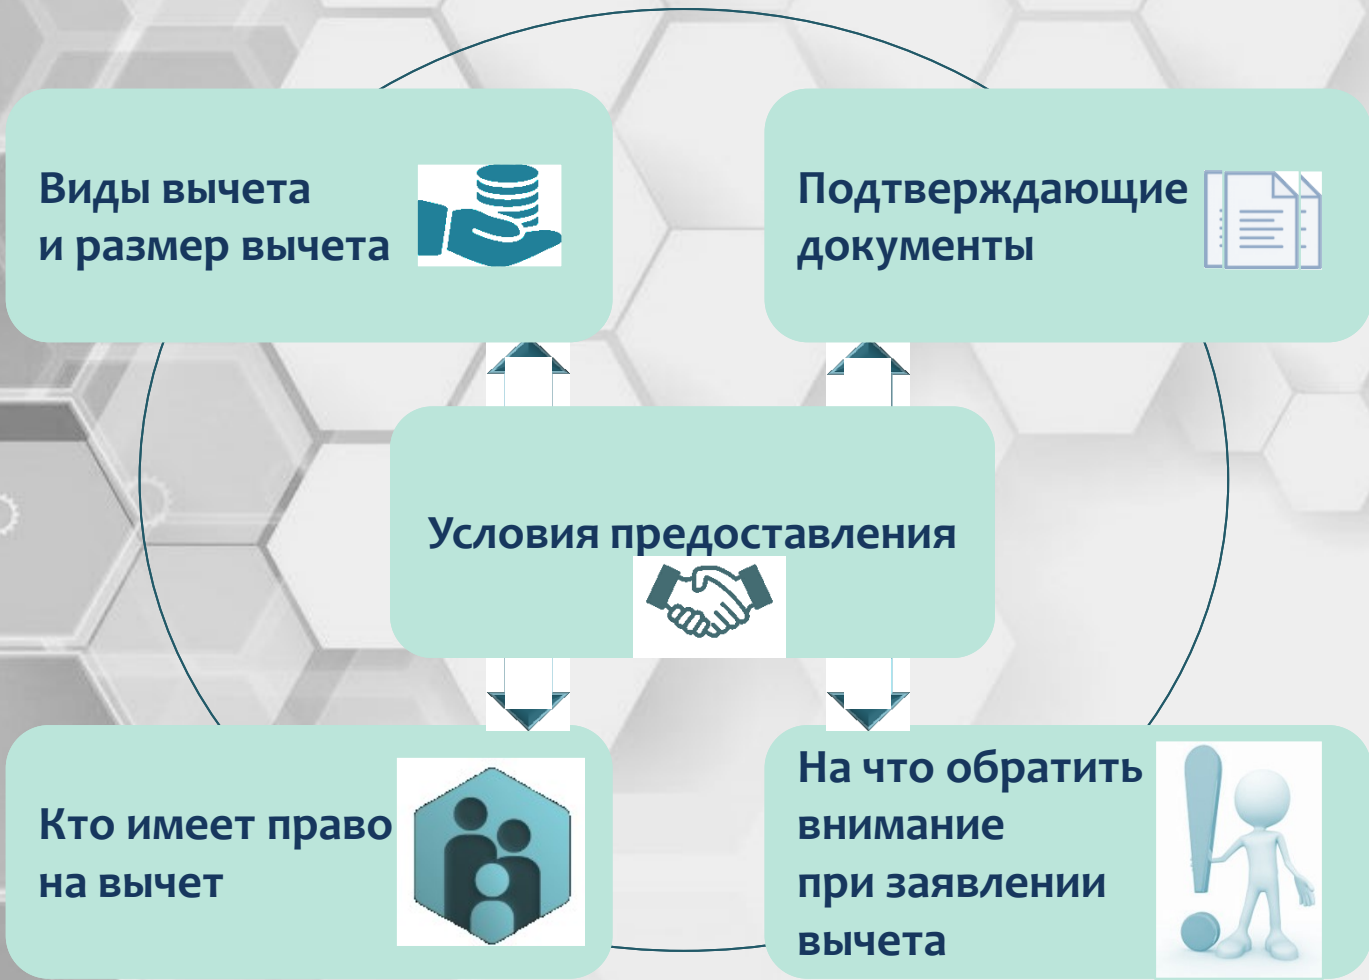 Виды вычета
и размер вычета
Подтверждающие
документы
Условия предоставления
Кто имеет право
на вычет
На что обратить
внимание
при заявлении
вычета